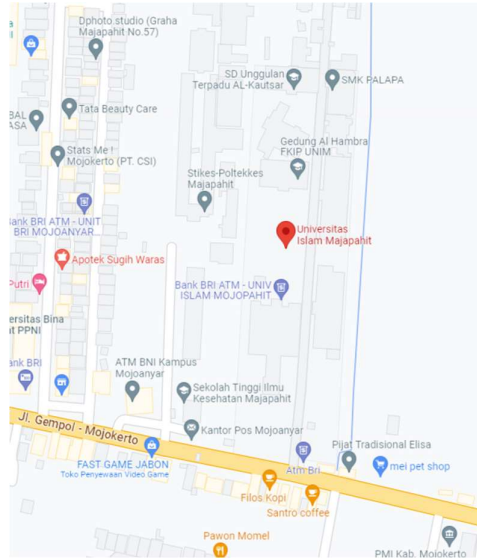 Dphoto.studio (Graha
Majapahit No.57)
SD Unggulan
Terpadu AL-Kautsar
SMK PALAPA
Tata Beauty Care
BAL
ASA
Gedung Al Hambra
FKIP UNIM
Stats Me !
Mojokerto (PT. CSI)
Stikes-Poltekkes
Majapahit
Bank BRI ATM - UNIT
BRI MOJOANYAR...
Universitas
Islam Majapahit
Apotek Sugih Waras
Putri
Bank BRI ATM - UNIV
ISLAM MOJOPAHIT
ersitas Bina
at PPNI
ank BRI
ATM BNI Kampus
Mojoanyar
Sekolah Tinggi Ilmu
Kesehatan Majapahit
Jl. Gempol - Mojokerto
Kantor Pos Mojoanyar
Pijat Tradisional Elisa
FAST GAME JABON
Toko Penyewaan Video Game
Atm Bri
mei pet shop
Filos Kopi
Santro coffee
Pawon Momel
PMI Kab. Mojokerto